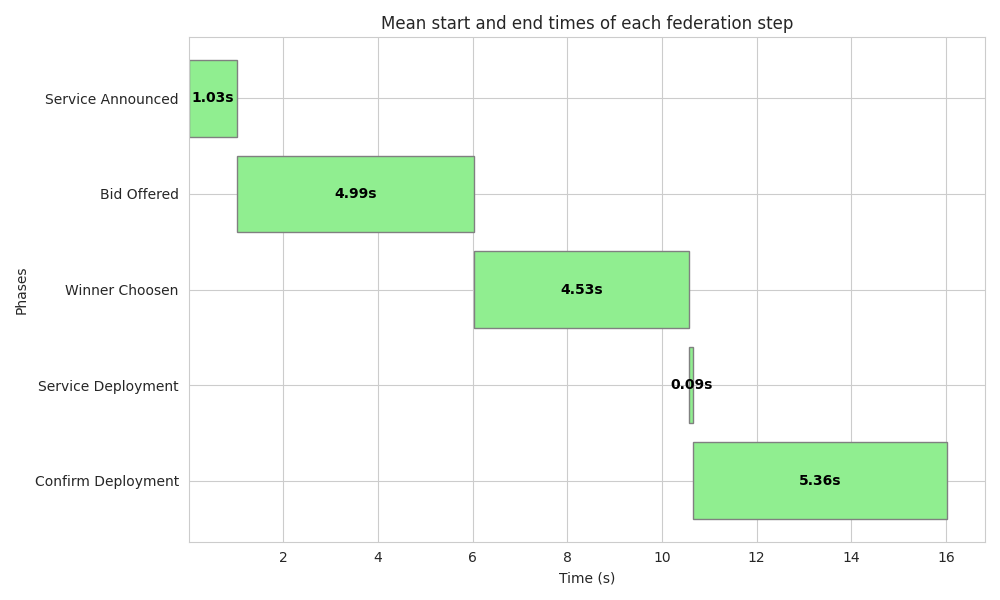 Mean start and end times of each federation step
Service Announced
1.03s
Bid Offered
4.99s
Winner Choosen
4.53s
Service Deployment
0.09s
Confirm Deployment
5.36s
Phases
2 4 6 8 10 12 14 16
Time (s)